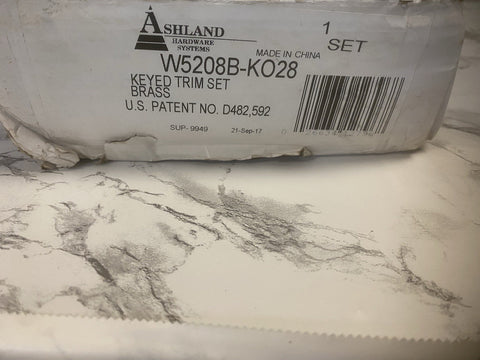 ASHLAND
HARDWARE
SYSTEMS
1
SET
MADE IN CHINA
W5208B-KO28
KEYED TRIM SET
BRASS
U.S. PATENT NO. D482,592
SUP-9949 21-Sep-17